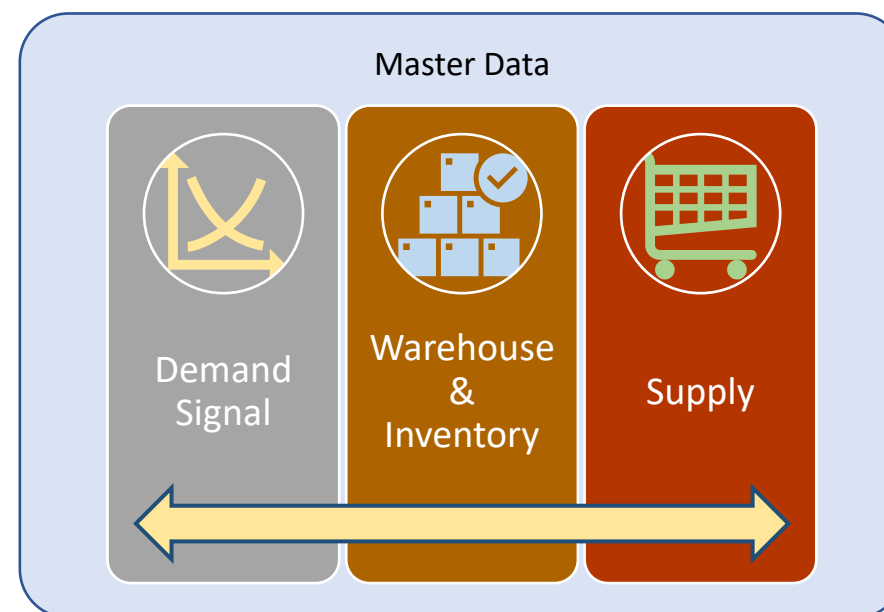 Master Data
Demand
Signal
Warehouse
&
Inventory
Supply